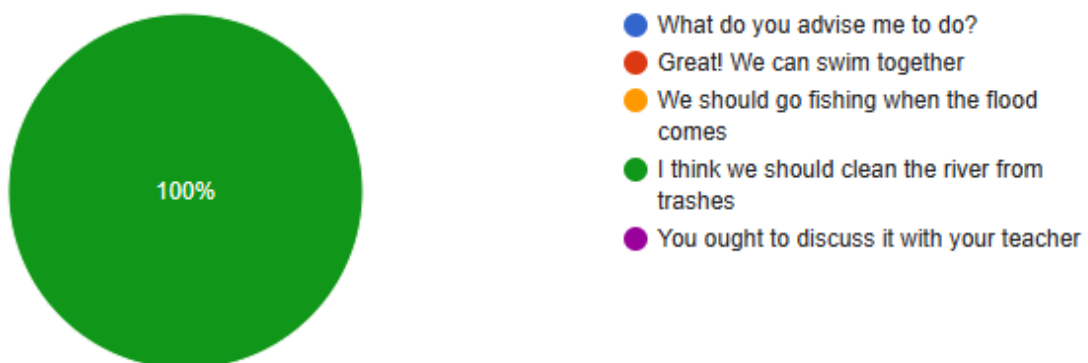 100%
What do you advise me to do?
Great! We can swim together
We should go fishing when the flood
comes
I think we should clean the river from
trashes
You ought to discuss it with your teacher